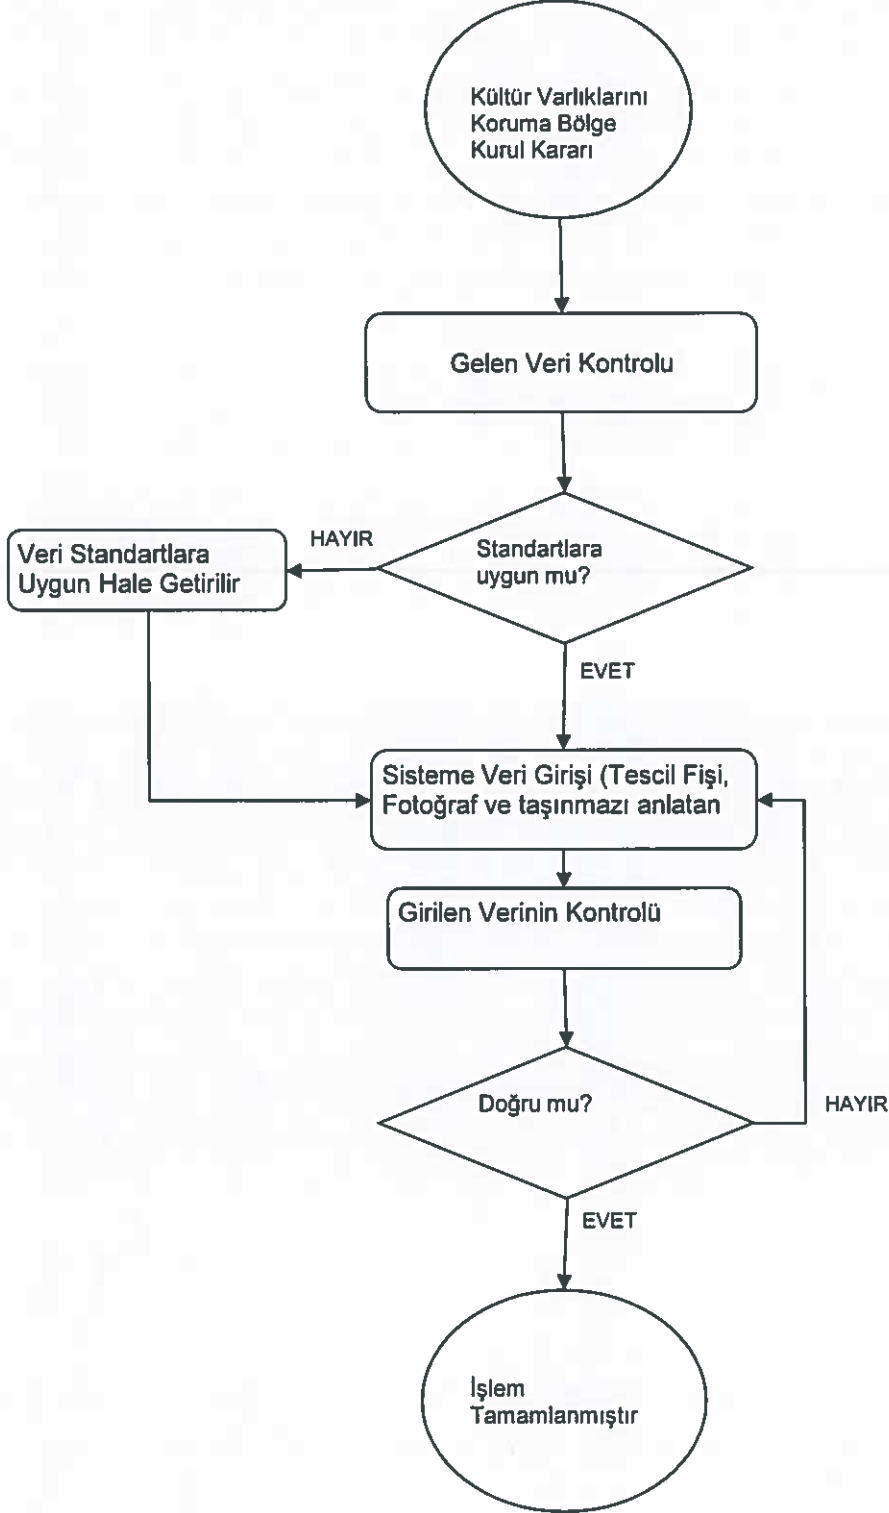 Kültür Varlıklarını
Koruma Bölge
Kurul Kararı
Gelen Veri Kontrolu
Standartlara
uygun mu?
HAYIR
Veri Standartlara
Uygun Hale Getirilir
EVET
Sisteme Veri Girişi (Tescil Fişi,
Fotoğraf ve taşınmazı anlatan
Girilen Verinin Kontrolü
Doğru mu?
HAYIR
EVET
İşlem
Tamamlanmıştır